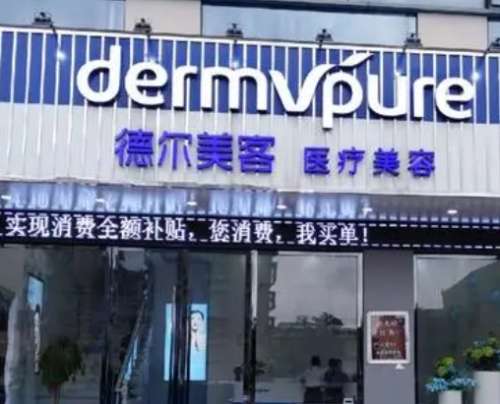 dermvpure
德尔美客 医疗美容
实现消费全额补贴，您消费，我买单！